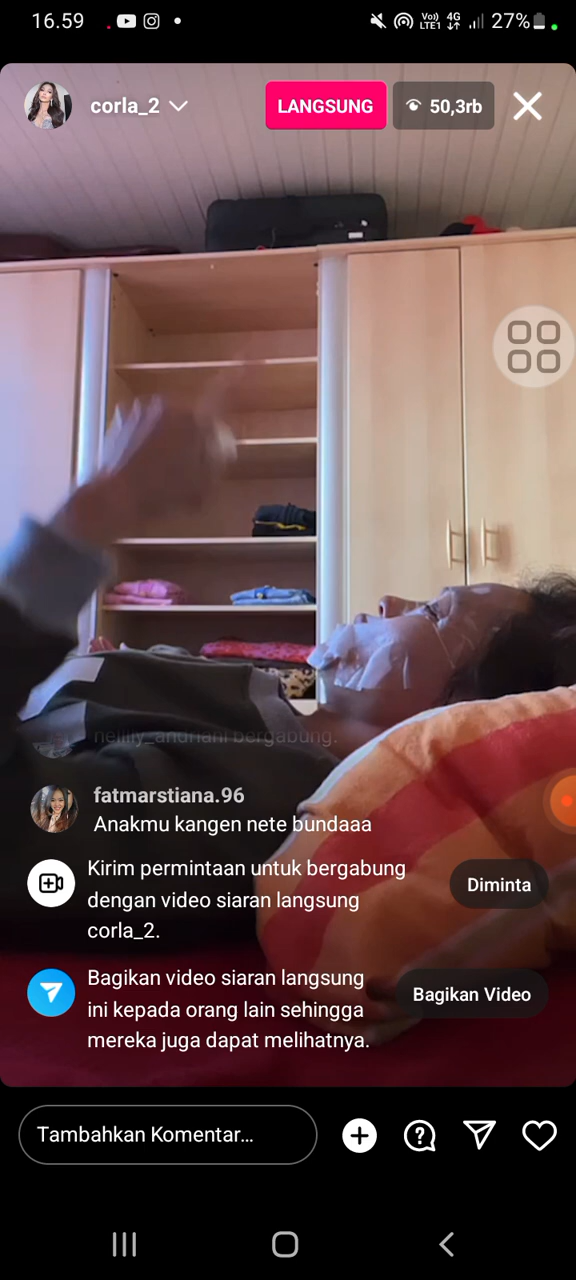 16.59
Vo))
LTE1
4G
27%
corla_2
LANGSUNG
50,3rb
bergabung.
fatmarstiana.96
Anakmu kangen nete bundaaa
Kirim permintaan untuk bergabung
dengan video siaran langsung
corla_2.
Diminta
Bagikan video siaran langsung
ini kepada orang lain sehingga
mereka juga dapat melihatnya.
Bagikan Video
Tambahkan Komentar...